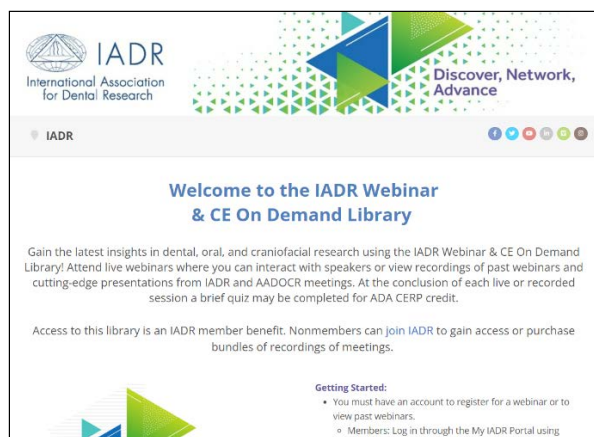 IADR
International Association
for Dental Research
Discover, Network,
Advance
IADR
Welcome to the IADR Webinar
& CE On Demand Library
Gain the latest insights in dental, oral, and craniofacial research using the IADR Webinar & CE On Demand
Library! Attend live webinars where you can interact with speakers or view recordings of past webinars and
cutting-edge presentations from IADR and AADOCR meetings. At the conclusion of each live or recorded
session a brief quiz may be completed for ADA CERP credit.
Access to this library is an IADR member benefit. Nonmembers can join IADR to gain access or purchase
bundles of recordings of meetings.
Getting Started:
• You must have an account to register for a webinar or to
view past webinars.
◦ Members: Log in through the My IADR Portal using